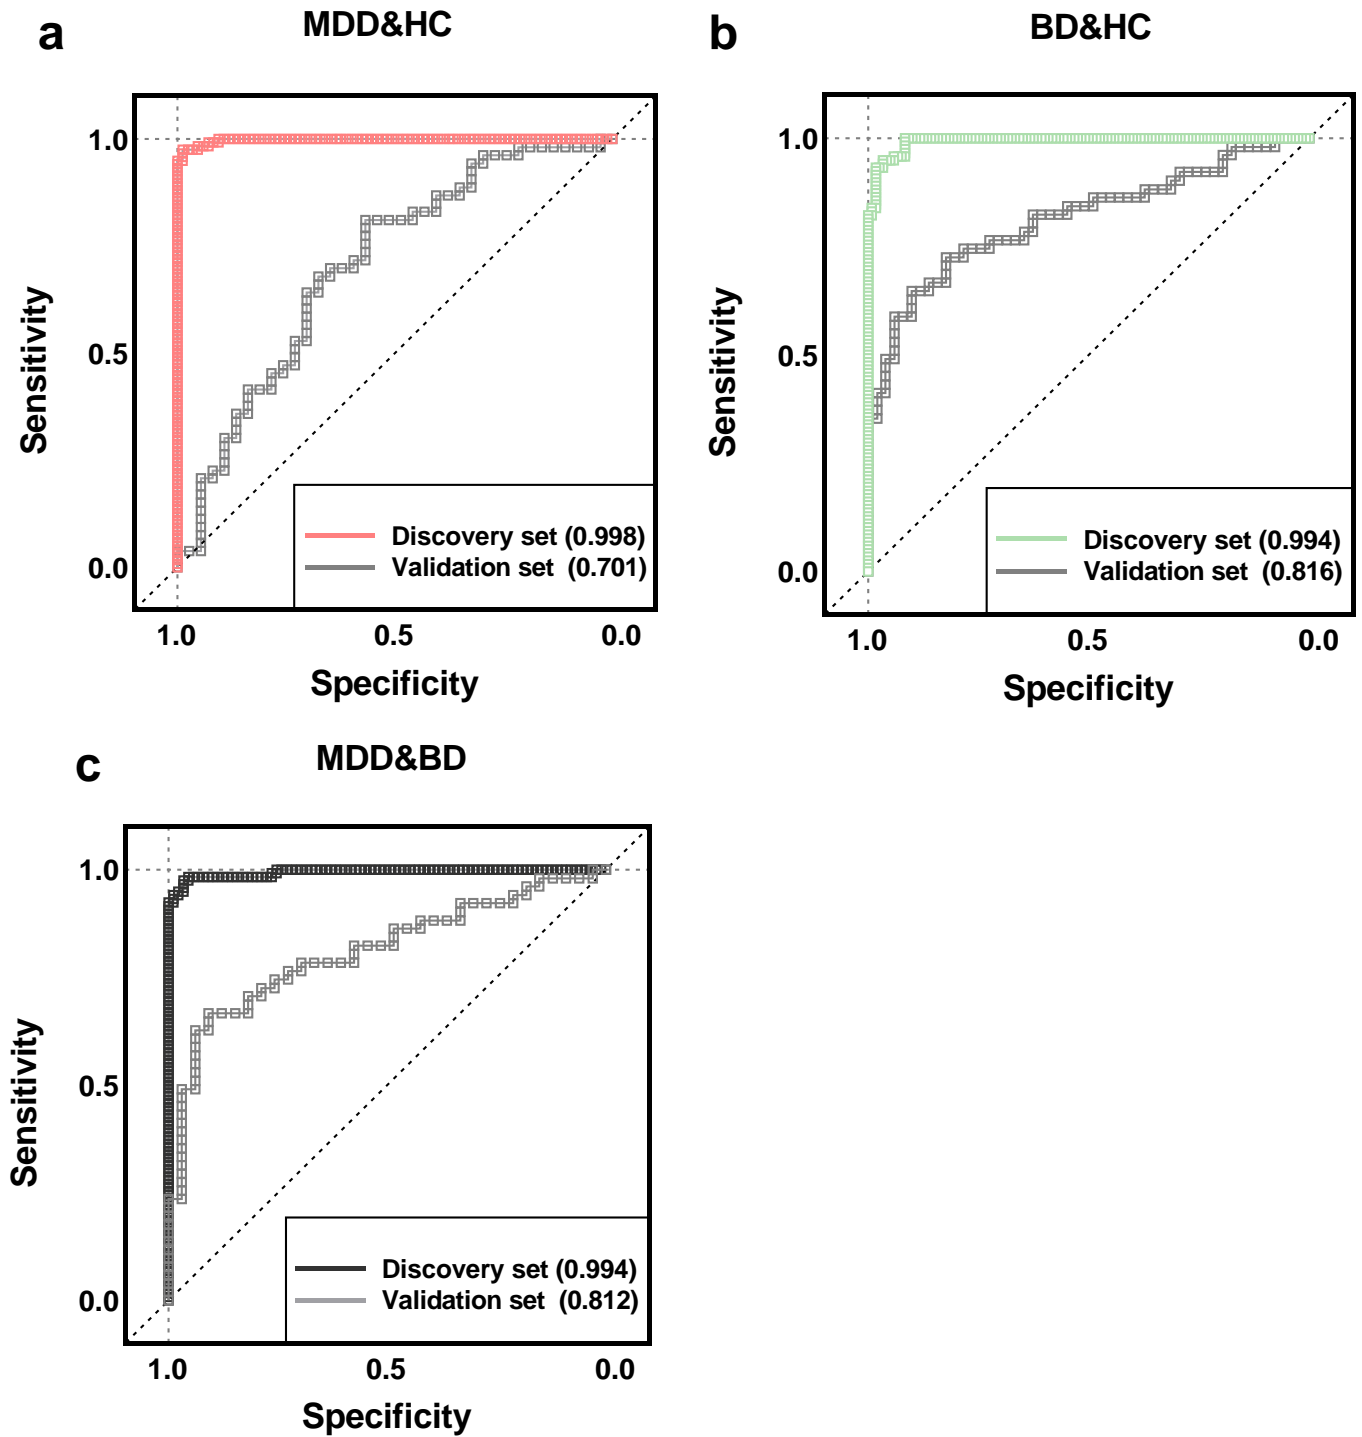 a
MDD&HC
1.0
0.5
0.0
Sensitivity
Discovery set (0.998)
Validation set (0.701)
1.0 0.5 0.0
Specificity
b
BD&HC
1.0
0.5
0.0
Sensitivity
Discovery set (0.994)
Validation set (0.816)
1.0 0.5 0.0
Specificity
c
MDD&BD
1.0
0.5
0.0
Sensitivity
Discovery set (0.994)
Validation set (0.812)
1.0 0.5 0.0
Specificity